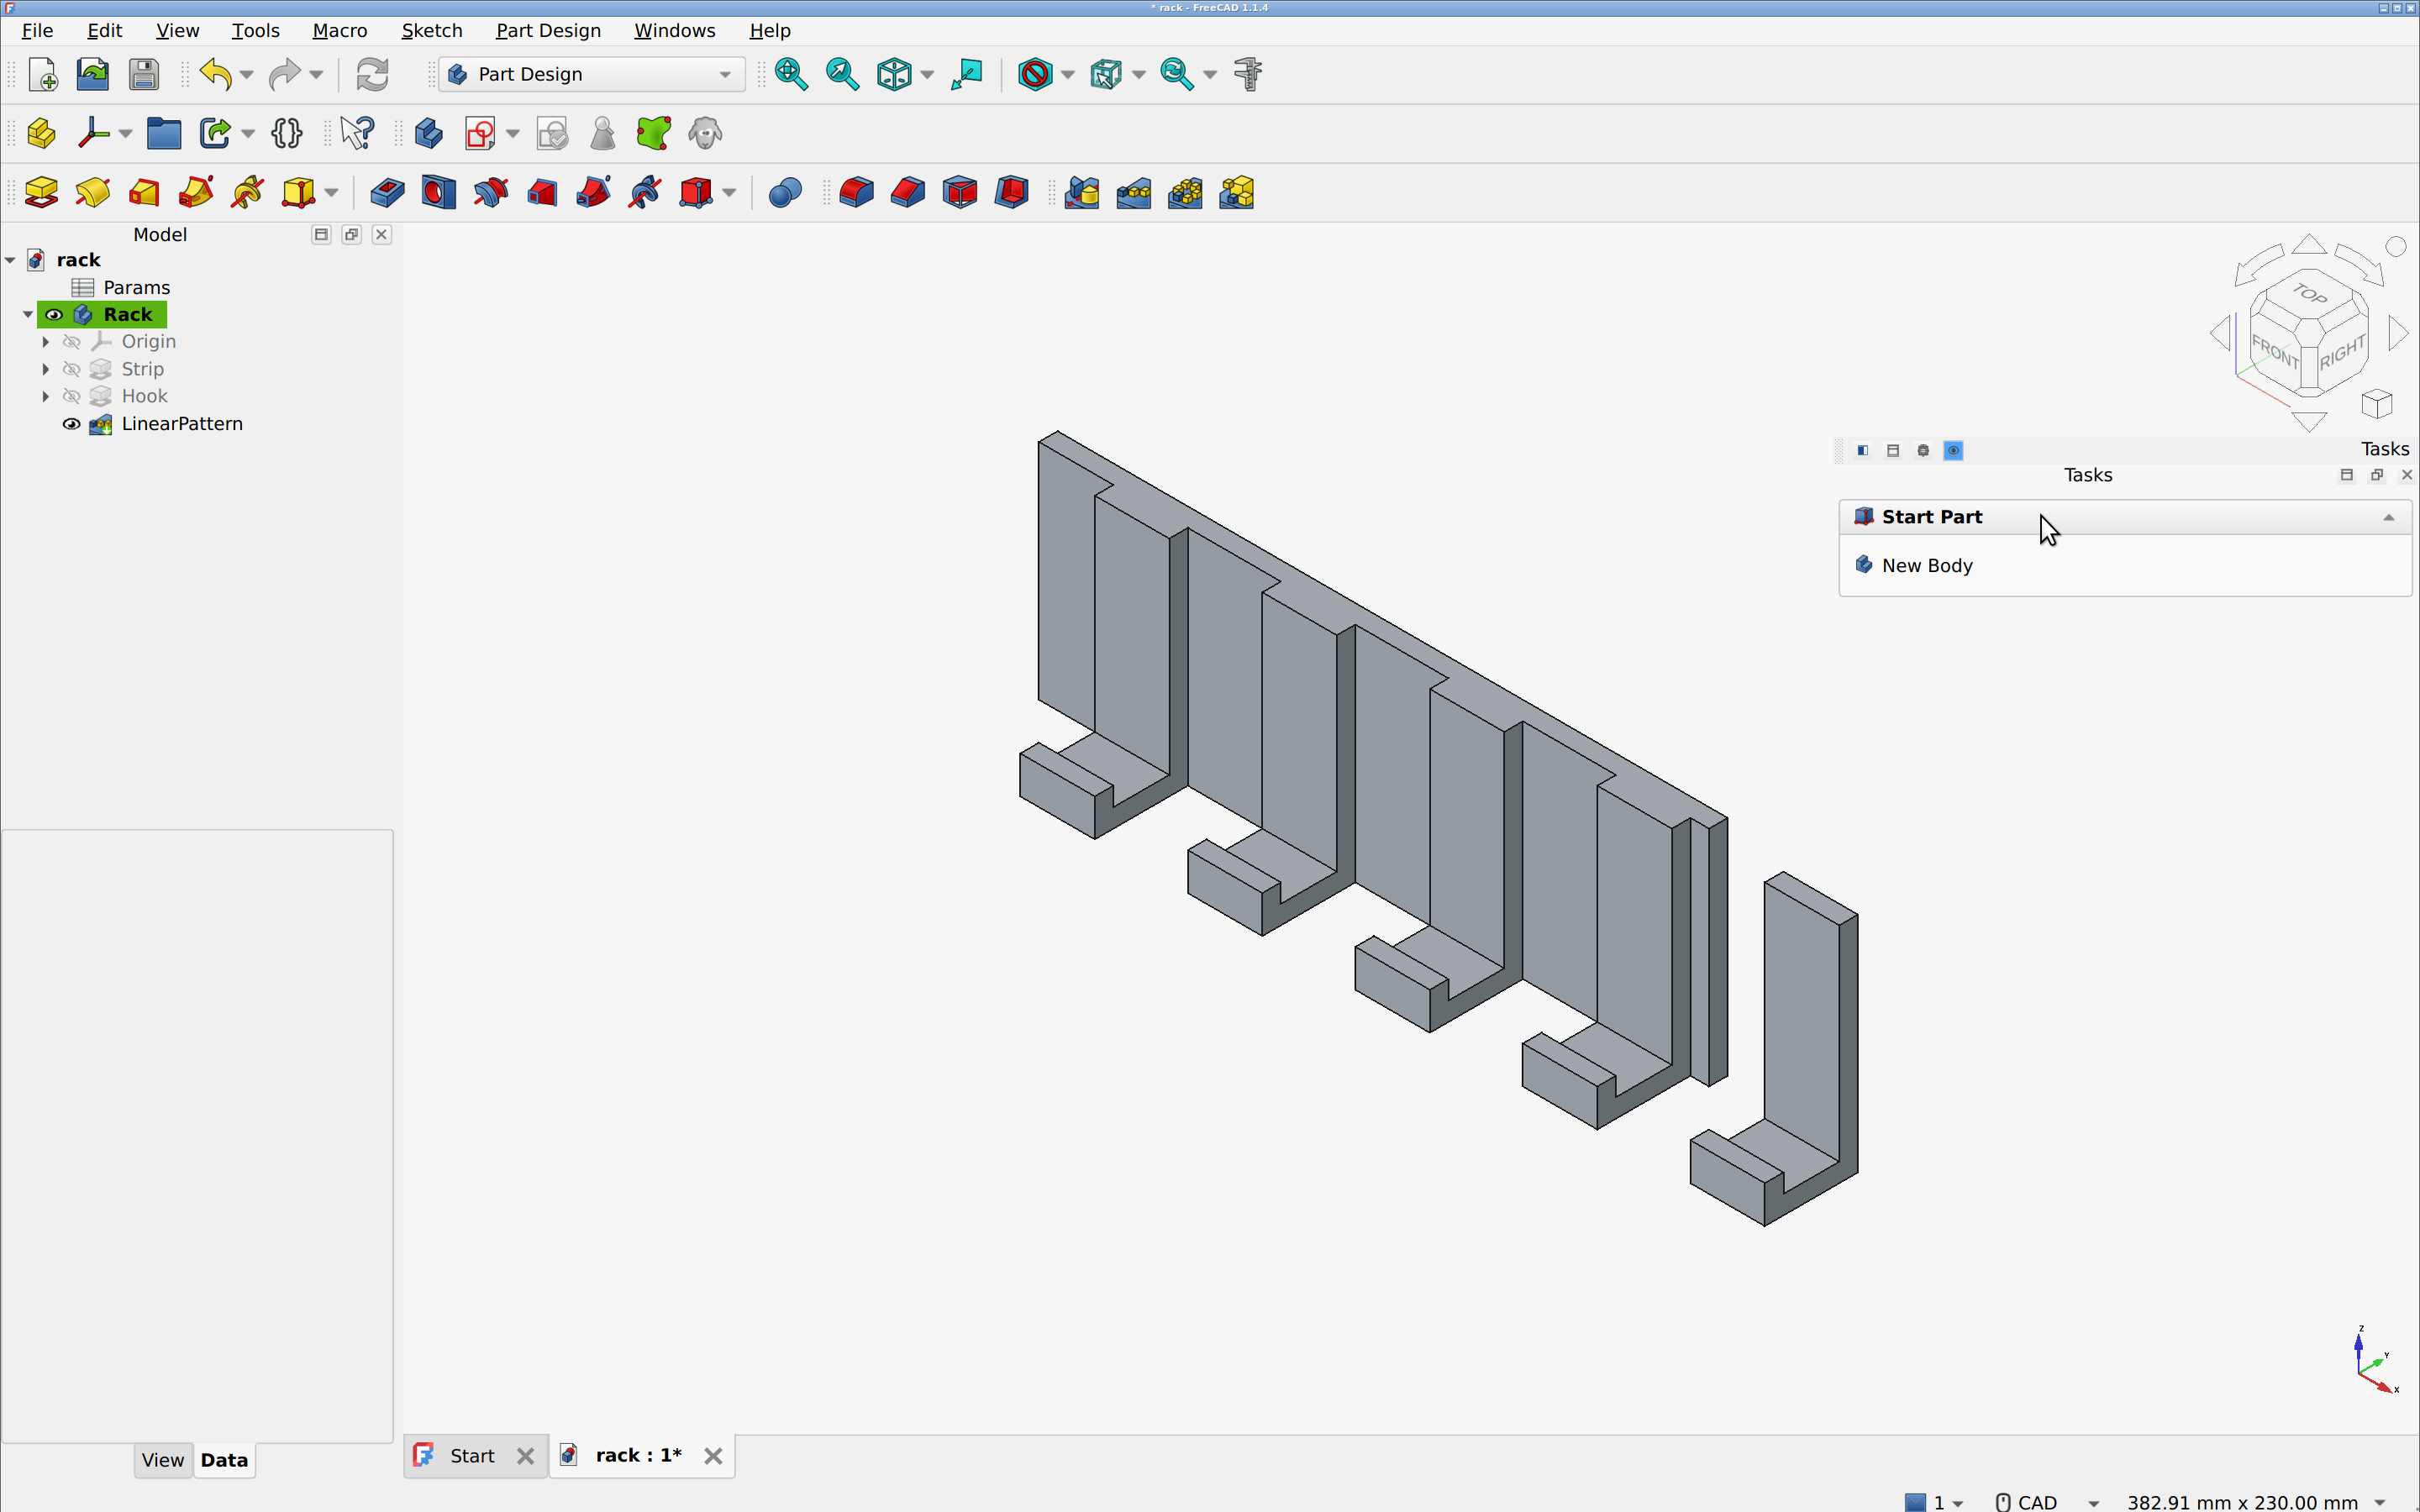 * rack - FreeCAD 1.1.4
File Edit View Tools Macro Sketch Part Design Windows Help
Part Design
Model
rack
Params
Rack
Origin
Strip
Hook
LinearPattern
TOP
FRONT
RIGHT
Tasks
Tasks
Start Part
New Body
Z
Y
X
View Data
Start
rack : 1*
1
CAD
382.91 mm x 230.00 mm